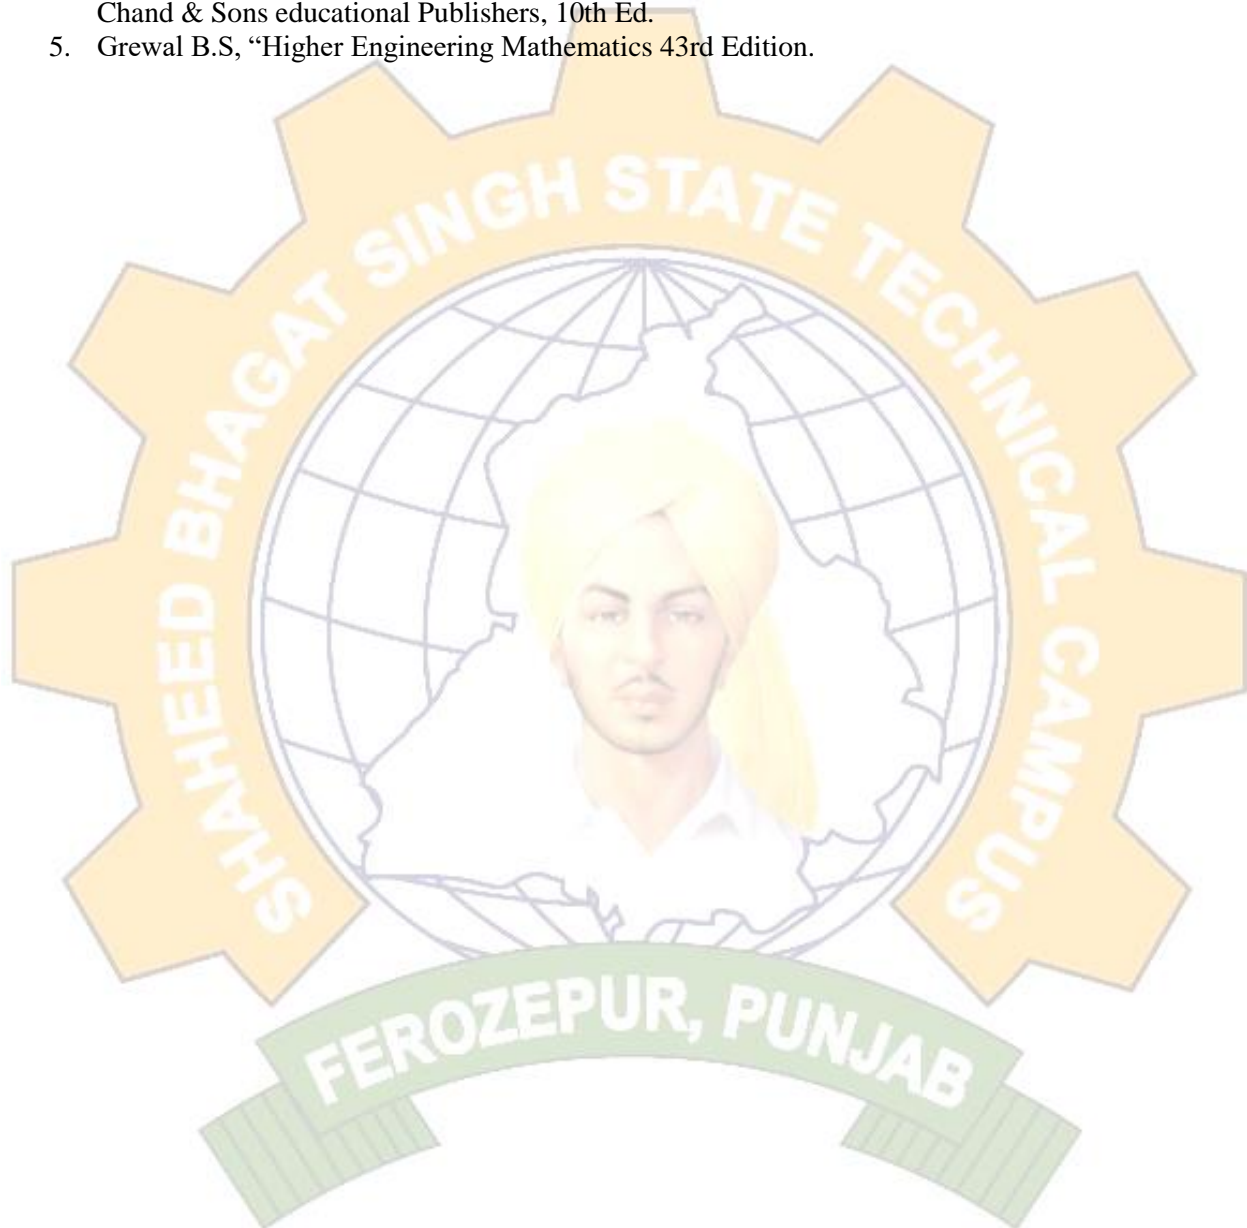 Chand & Sons educational Publishers, 10th Ed.
5. Grewal B.S, “Higher Engineering Mathematics 43rd Edition.
SHAHEED BHAGAT SINGH STATE TECHNICAL CAMPUS
FEROZEPUR, PUNJAB